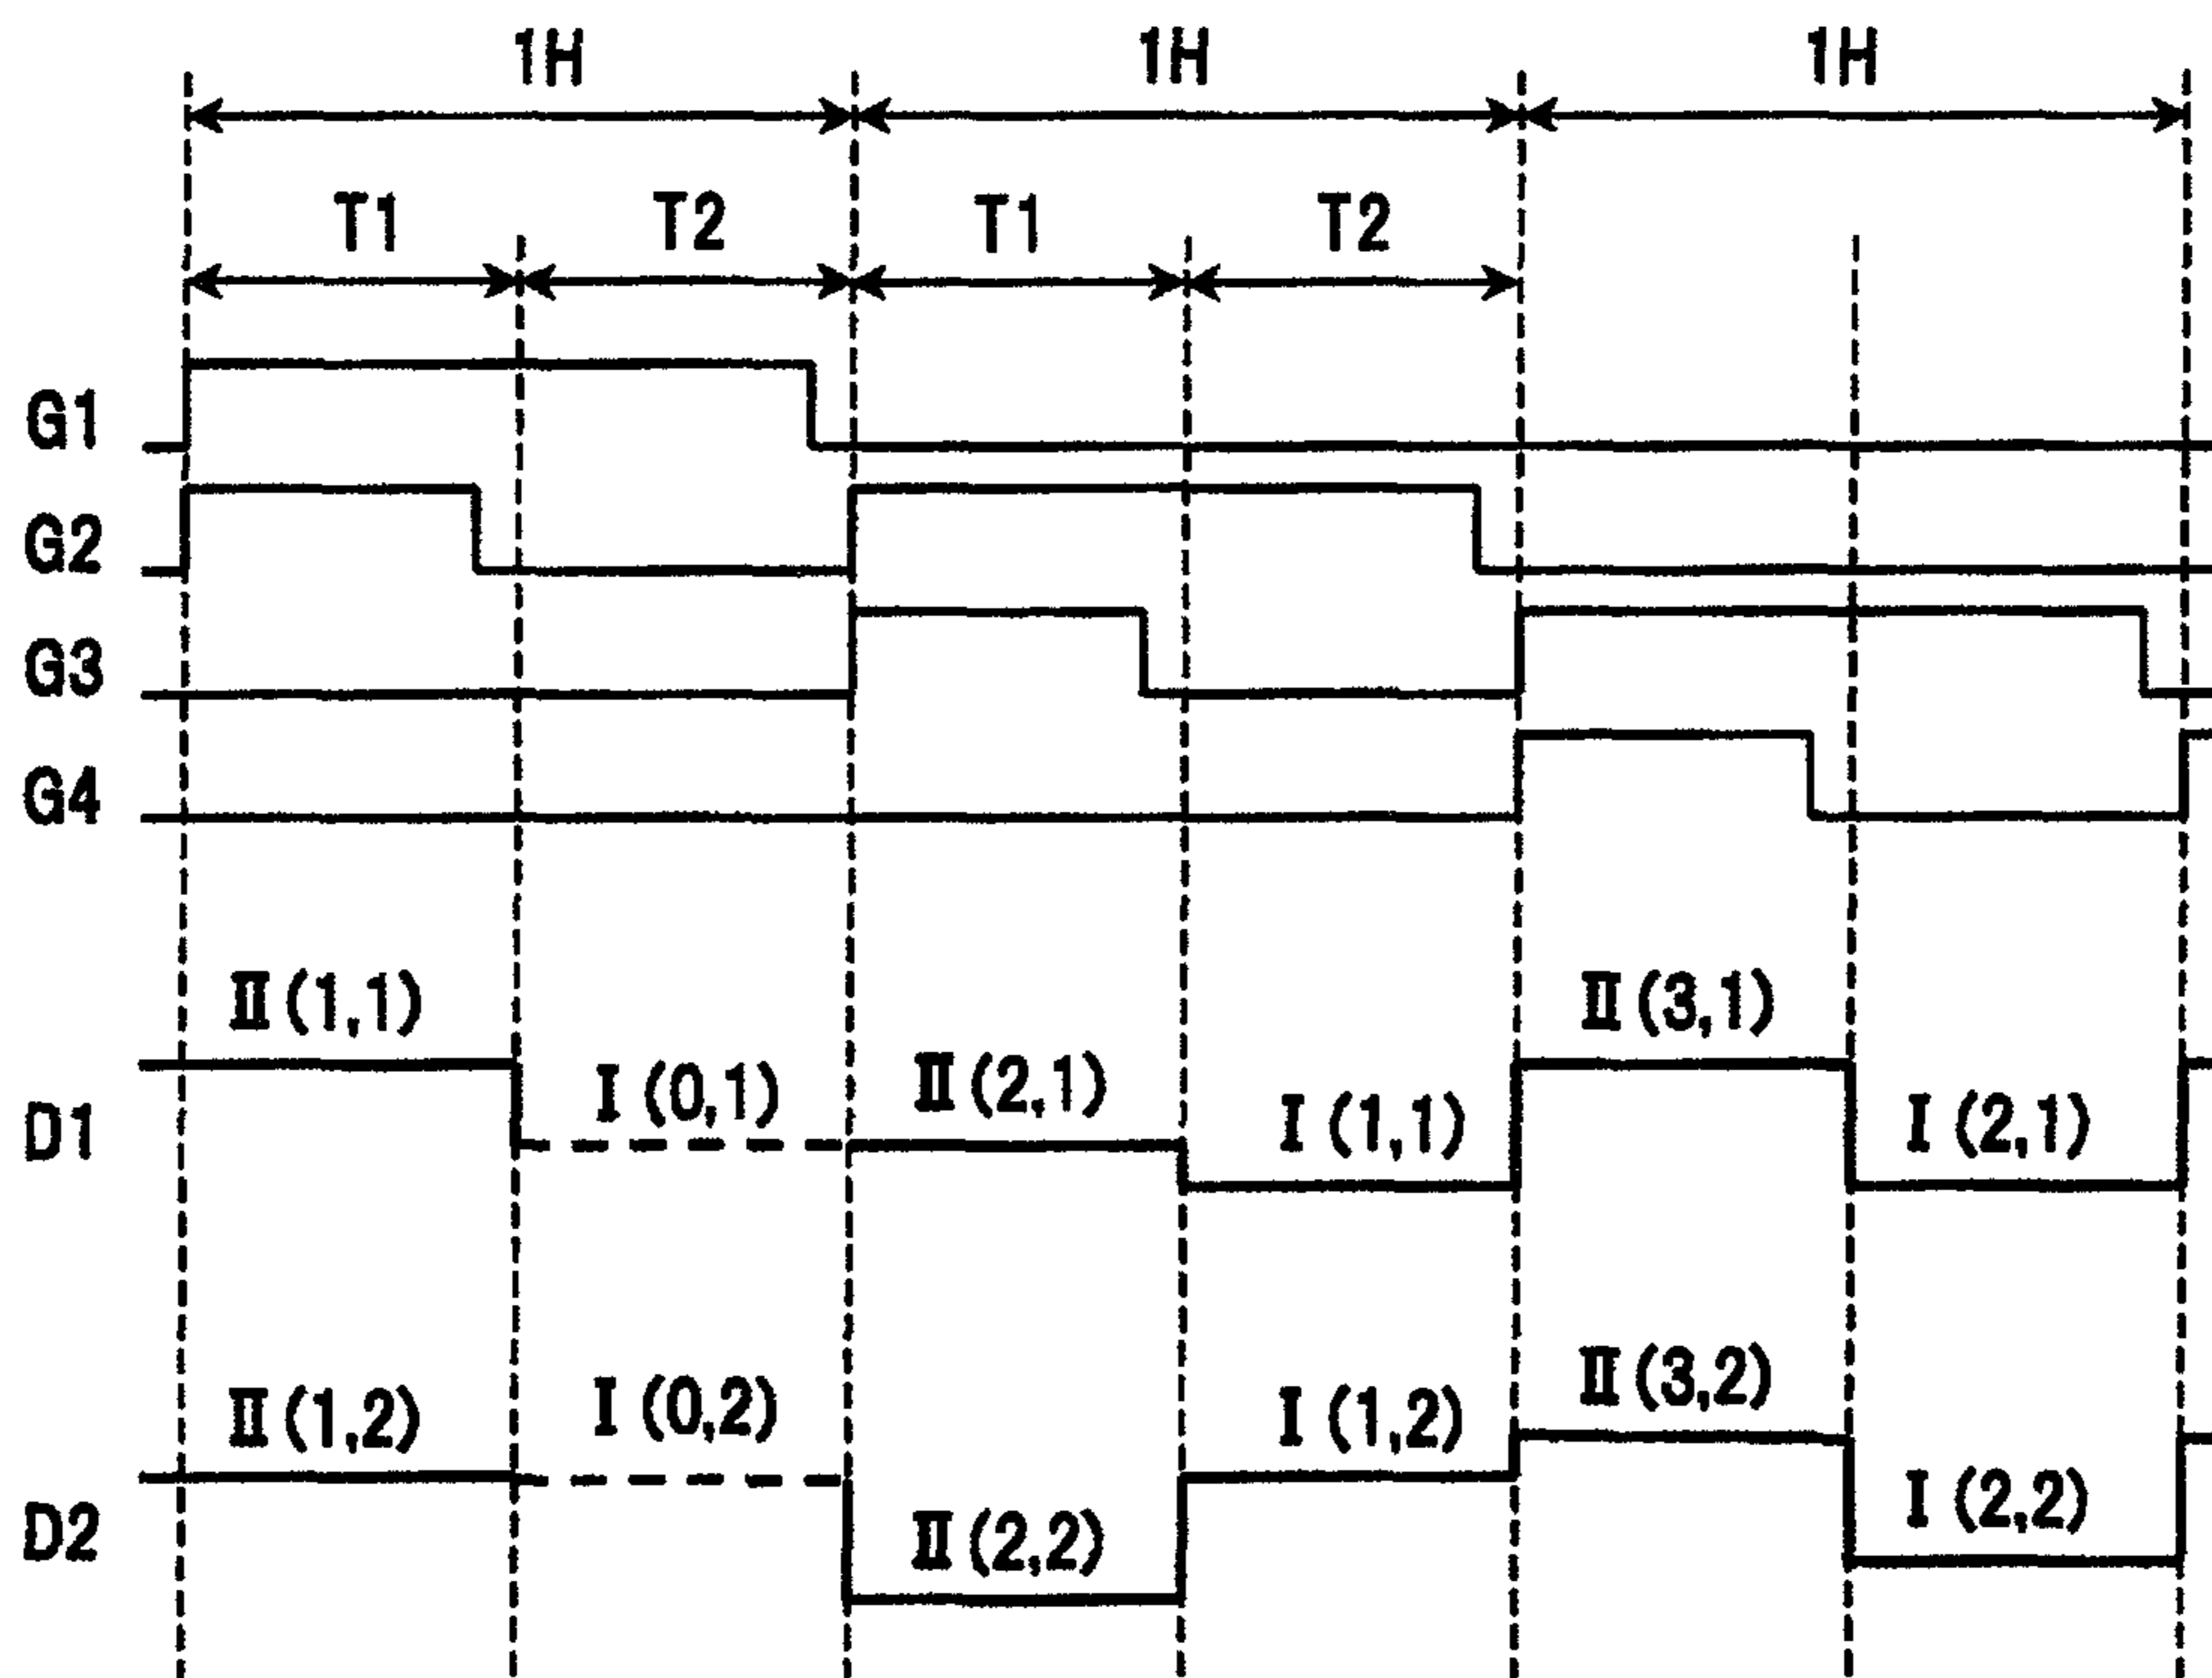 1H 1H 1H
T1 T2 T1 T2
G1
G2
G3
G4
II(1,1) II(3,1)
I(0,1) II(2,1) I(1,1) I(2,1)
D1
II(3,2)
II(1,2) I(0,2) I(1,2)
I(2,2)
D2 II(2,2)